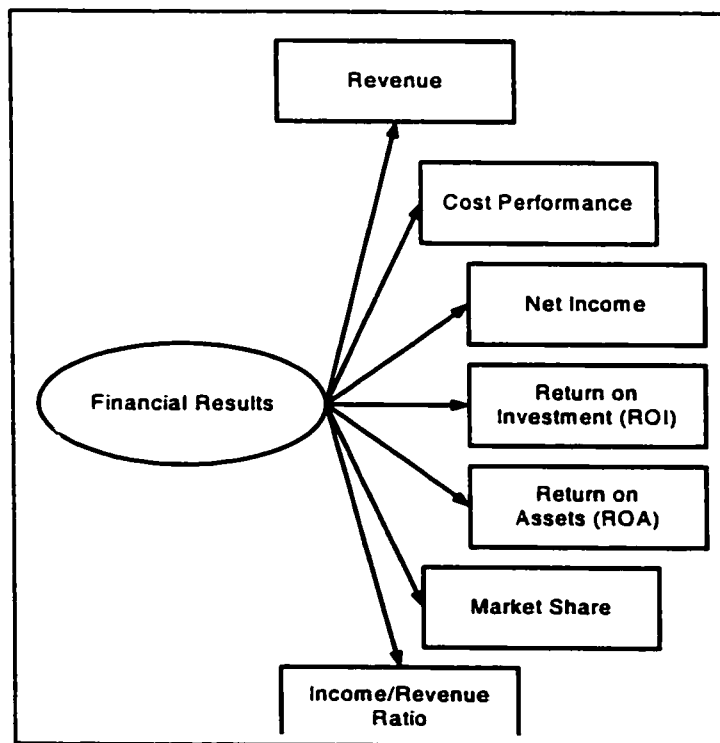 Revenue
Cost Performance
Net Income
Financial Results
Return on
Investment (ROI)
Return on
Assets (ROA)
Market Share
Income/Revenue
Ratio